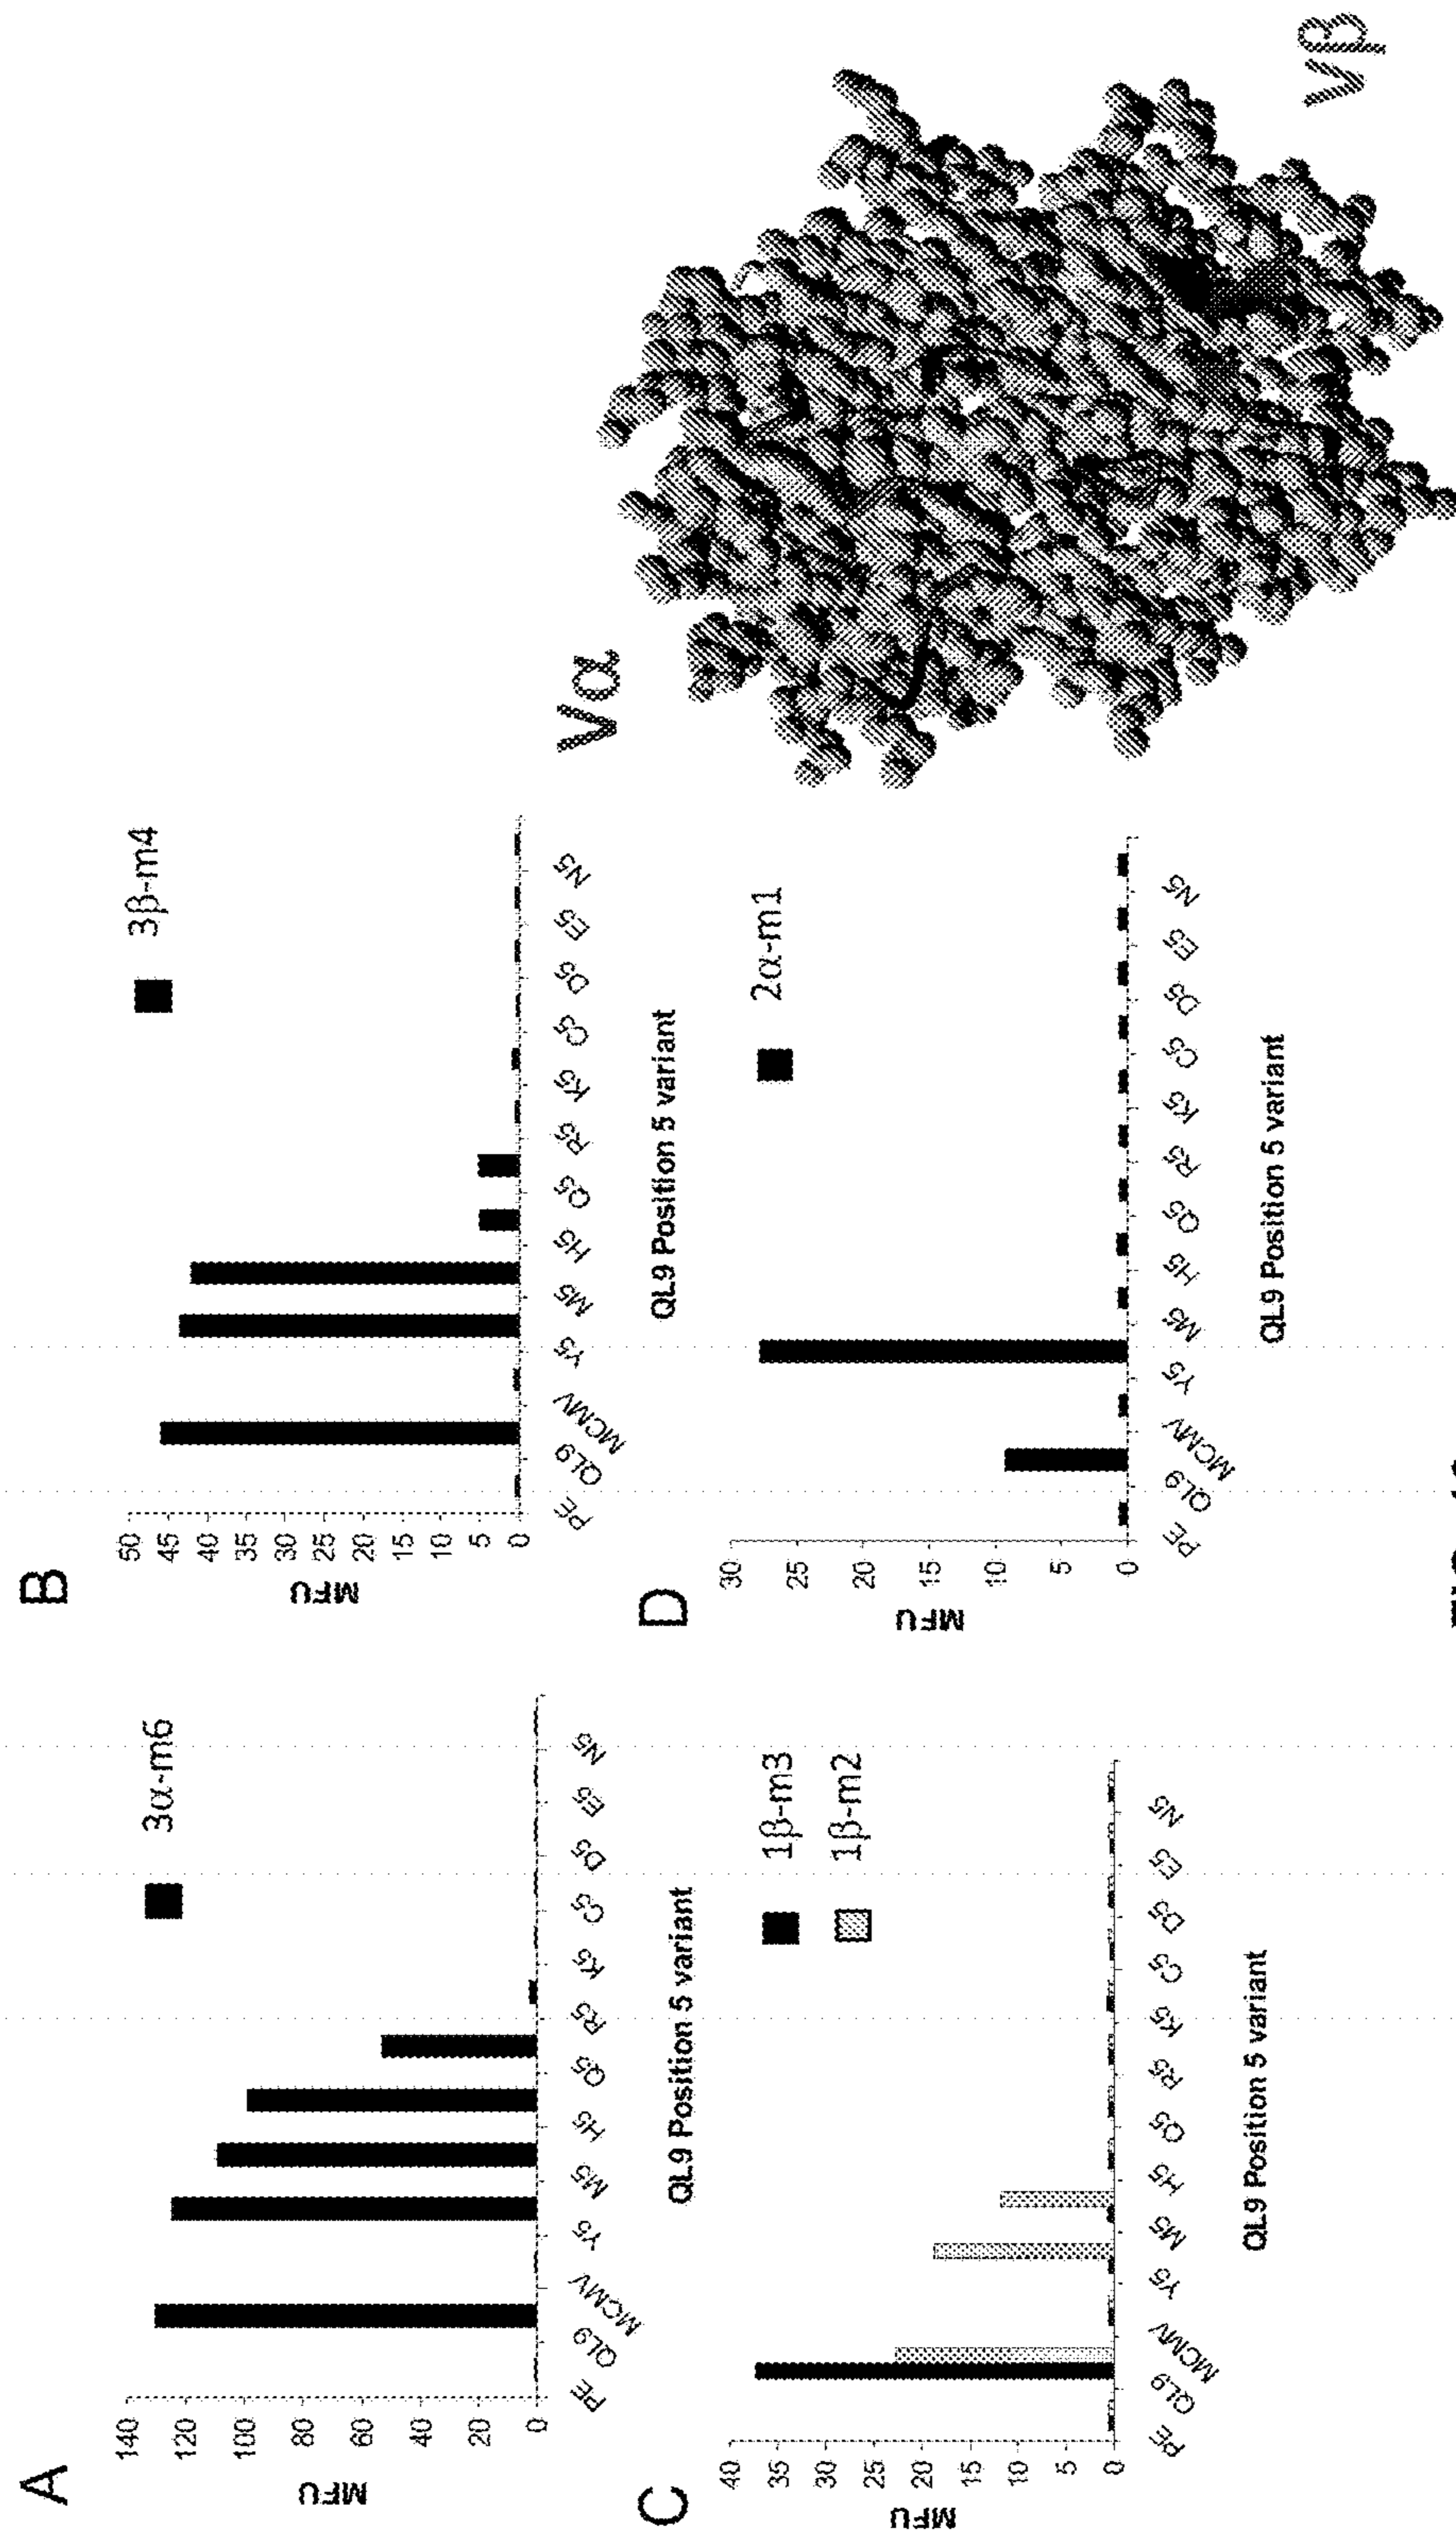 A
3α-m6
MFU
140
120
100
80
60
40
20
0
PE QL9 MCMV Y5 M5 H5 Q5 R5 K5 C5 D5 E5 N5
QL9 Position 5 variant
B
3β-m4
MFU
50
45
40
35
30
25
20
15
10
5
0
PE QL9 MCMV Y5 M5 H5 Q5 R5 K5 C5 D5 E5 N5
QL9 Position 5 variant
C
1β-m3
1β-m2
MFU
40
35
30
25
20
15
10
5
0
PE QL9 MCMV Y5 M5 H5 Q5 R5 K5 C5 D5 E5 N5
QL9 Position 5 variant
D
2α-m1
MFU
30
25
20
15
10
5
0
PE QL9 MCMV Y5 M5 H5 Q5 R5 K5 C5 D5 E5 N5
QL9 Position 5 variant
Vα
Vβ